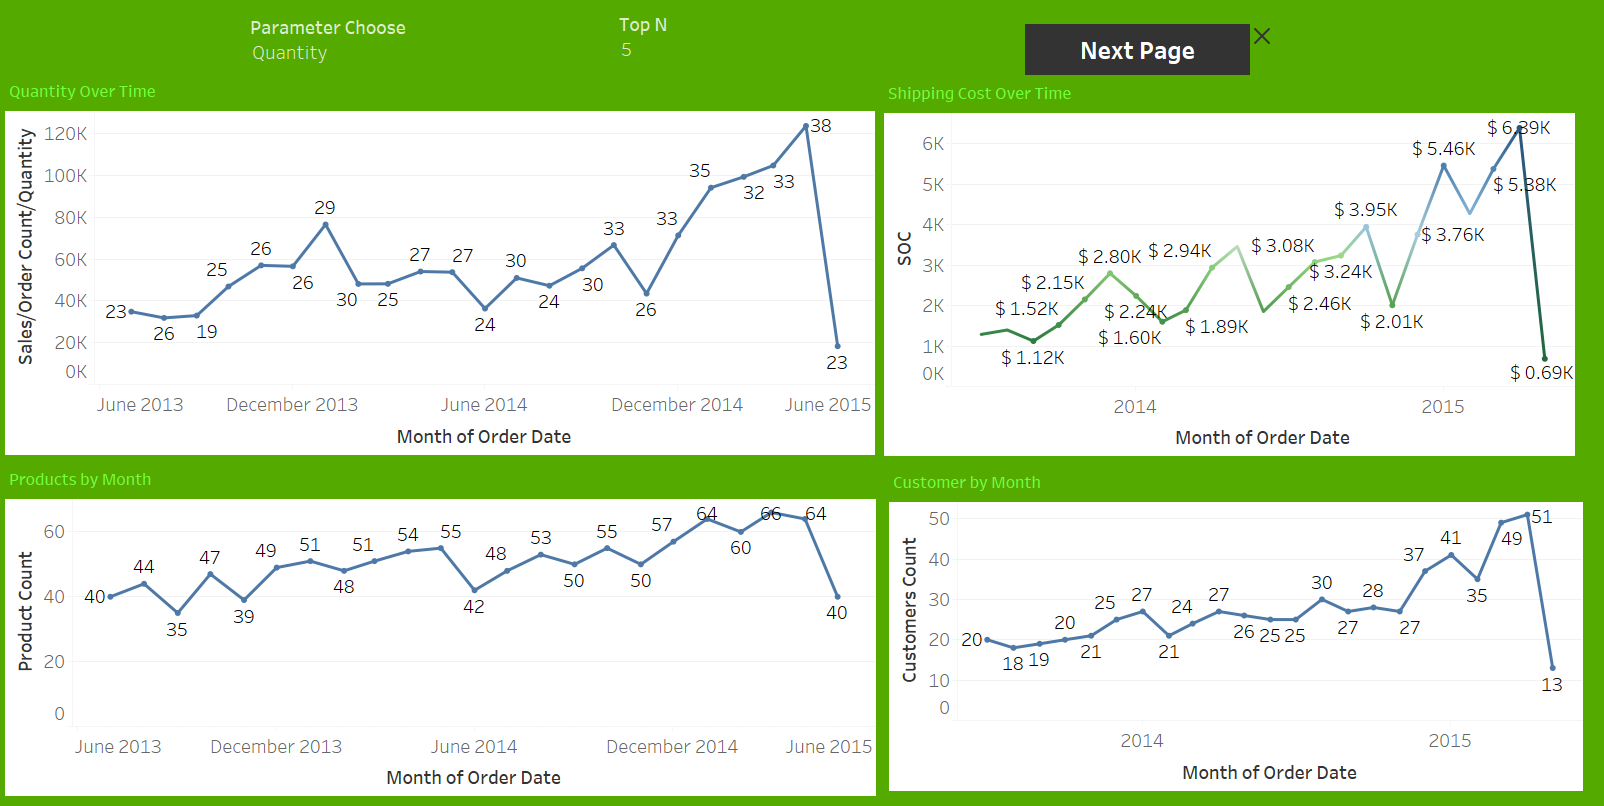 Parameter Choose
Quantity
Top N
5
Next Page
Quantity Over Time
Sales/Order Count/Quantity
120K
100K
80K
60K
40K
20K
0K
23
26
19
25
26
26
29
30
25
27
27
24
30
24
30
33
26
33
35
32
33
38
23
June 2013
December 2013
June 2014
December 2014
June 2015
Month of Order Date
Shipping Cost Over Time
SOC
6K
5K
4K
3K
2K
1K
0K
$ 1.12K
$ 1.52K
$ 2.15K
$ 2.80K
$ 2.24K
$ 1.60K
$ 1.89K
$ 2.94K
$ 2.46K
$ 3.08K
$ 3.24K
$ 3.95K
$ 2.01K
$ 3.76K
$ 5.46K
$ 5.38K
$ 6.39K
$ 0.69K
2014
2015
Month of Order Date
Products by Month
Product Count
60
40
20
0
40
44
35
47
39
49
51
48
51
54
55
42
48
53
50
55
50
57
64
60
66
64
40
June 2013
December 2013
June 2014
December 2014
June 2015
Month of Order Date
Customer by Month
Customers Count
50
40
30
20
10
0
20
18
19
20
21
25
27
21
24
27
26
25
25
30
27
28
27
37
41
35
49
51
13
2014
2015
Month of Order Date